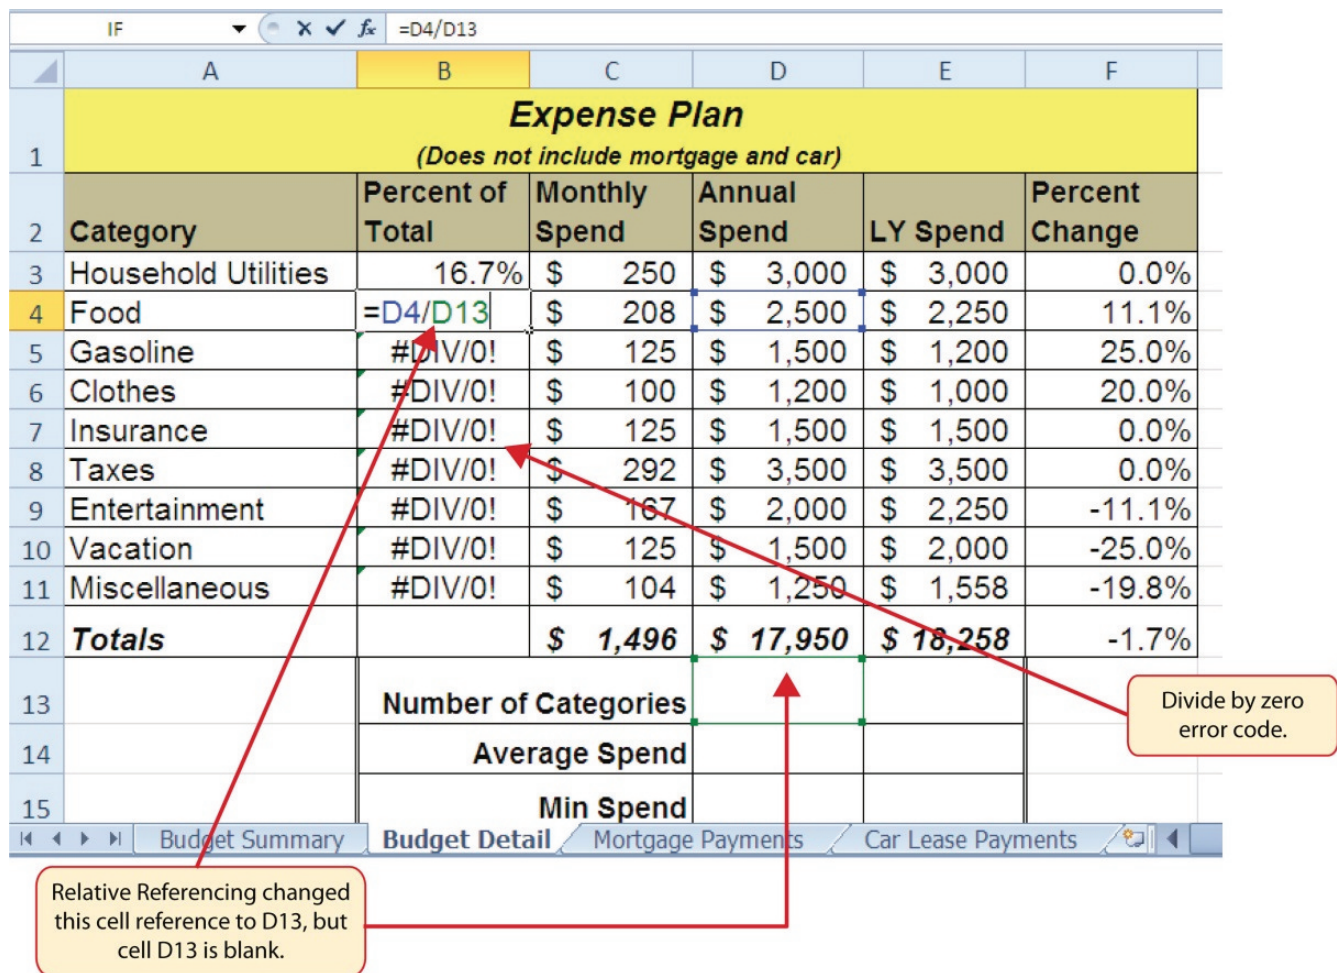 IF fx =D4/D13
A B C D E F
1 Expense Plan
(Does not include mortgage and car)
Percent of Monthly Annual Percent
2 Category Total Spend Spend LY Spend Change
3 Household Utilities 16.7% $ 250 $ 3,000 $ 3,000 0.0%
4 Food =D4/D13 $ 208 $ 2,500 $ 2,250 11.1%
5 Gasoline #DIV/0! $ 125 $ 1,500 $ 1,200 25.0%
6 Clothes #DIV/0! $ 100 $ 1,200 $ 1,000 20.0%
7 Insurance #DIV/0! $ 125 $ 1,500 $ 1,500 0.0%
8 Taxes #DIV/0! $ 292 $ 3,500 $ 3,500 0.0%
9 Entertainment #DIV/0! $ 167 $ 2,000 $ 2,250 -11.1%
10 Vacation #DIV/0! $ 125 $ 1,500 $ 2,000 -25.0%
11 Miscellaneous #DIV/0! $ 104 $ 1,250 $ 1,558 -19.8%
12 Totals $ 1,496 $ 17,950 $ 18,258 -1.7%
13 Number of Categories
14 Average Spend
15 Min Spend
Budget Summary Budget Detail Mortgage Payments Car Lease Payments
Divide by zero
error code.
Relative Referencing changed
this cell reference to D13, but
cell D13 is blank.